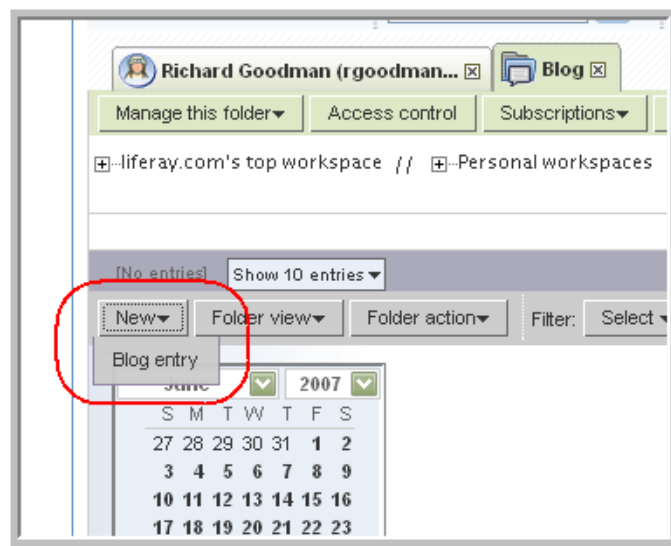 Richard Goodman (rgoodman... Blog
Manage this folder Access control Subscriptions
liferay.com's top workspace // Personal workspaces
[No entries] Show 10 entries
New Folder view Folder action Filter: Select
Blog entry
June 2007
S M T W T F S
27 28 29 30 31 1 2
3 4 5 6 7 8 9
10 11 12 13 14 15 16
17 18 19 20 21 22 23